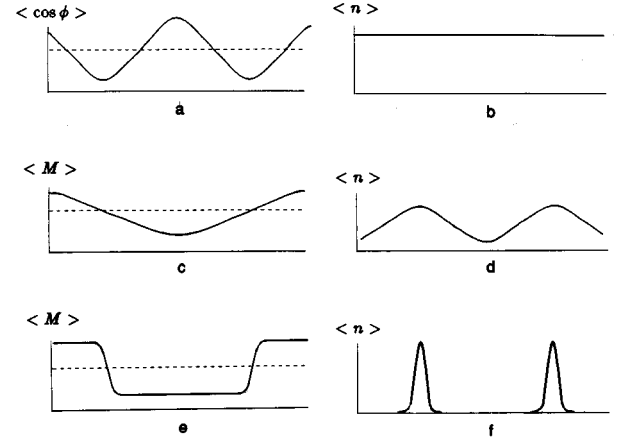 < cos ϕ > < n >
a b
< M > < n >
c d
< M > < n >
e f